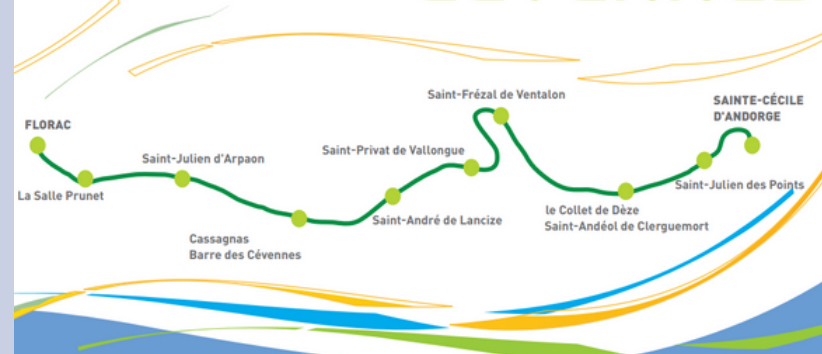 Saint-Frézal de Ventalon
SAINTE-CÉCILE
D'ANDORGE
FLORAC
Saint-Julien d'Arpaon
Saint-Privat de Vallongue
La Salle Prunet
Saint-Julien des Points
Saint-André de Lancize
le Collet de Dèze
Saint-Andéol de Clerguemort
Cassagnas
Barre des Cévennes